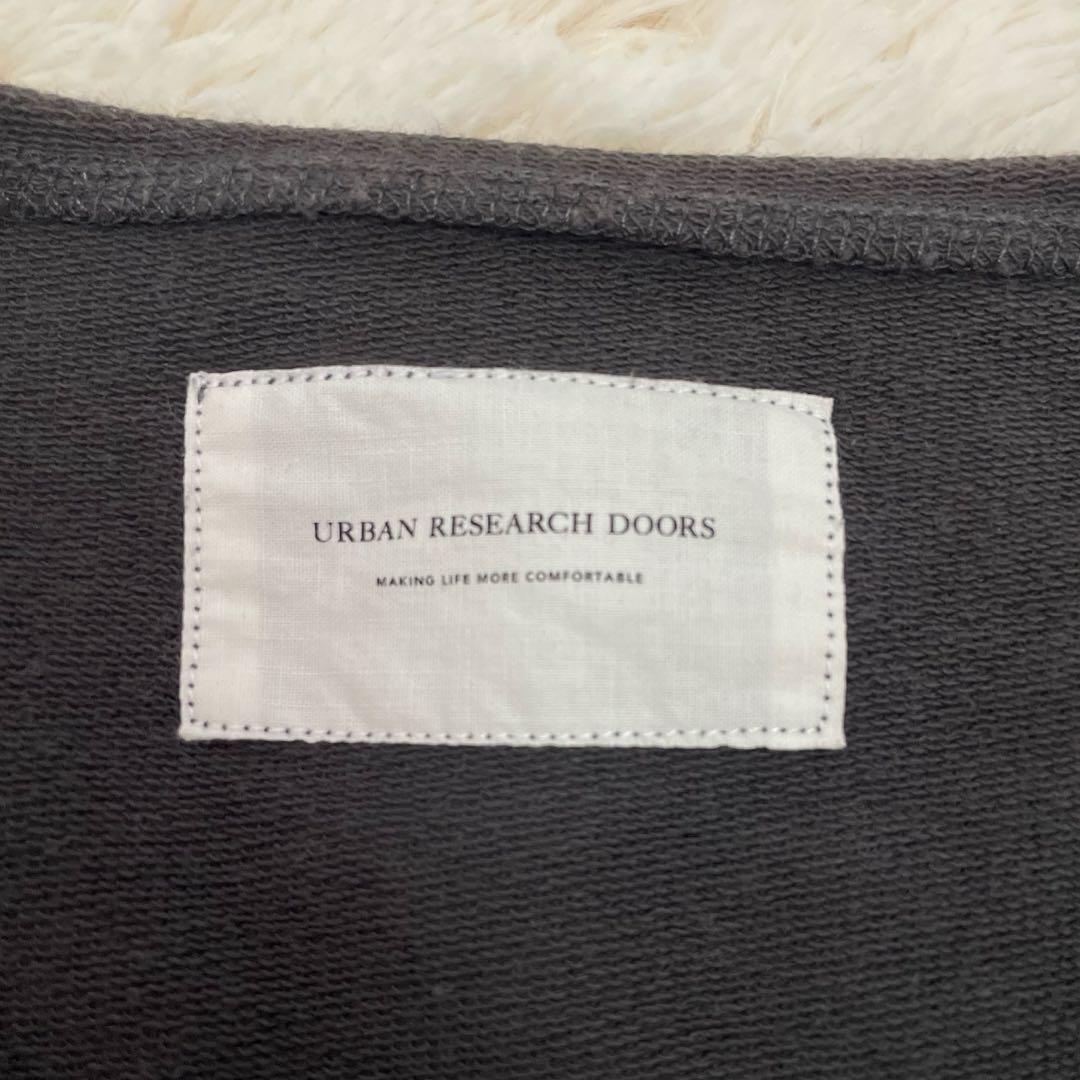 URBAN RESEARCH DOORS
MAKING LIFE MORE COMFORTABLE